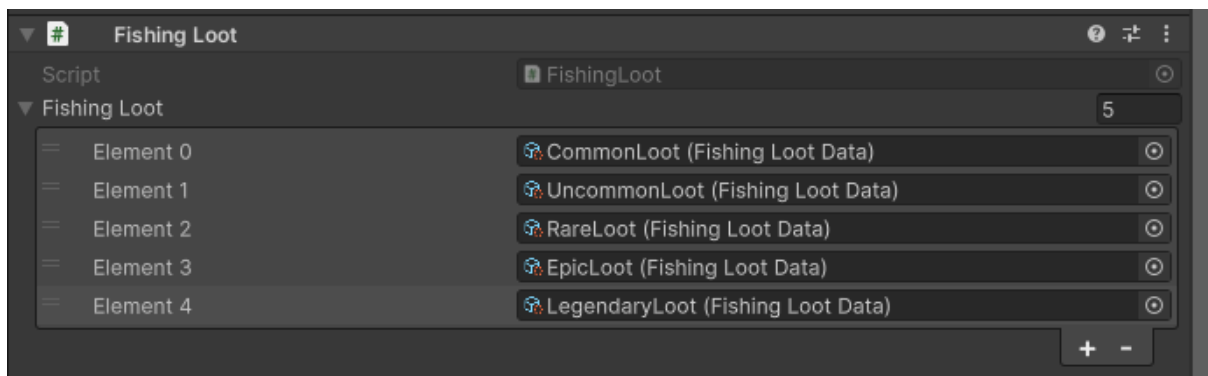 # Fishing Loot
Script FishingLoot
Fishing Loot 5
Element 0 CommonLoot (Fishing Loot Data)
Element 1 UncommonLoot (Fishing Loot Data)
Element 2 RareLoot (Fishing Loot Data)
Element 3 EpicLoot (Fishing Loot Data)
Element 4 LegendaryLoot (Fishing Loot Data)
+ -